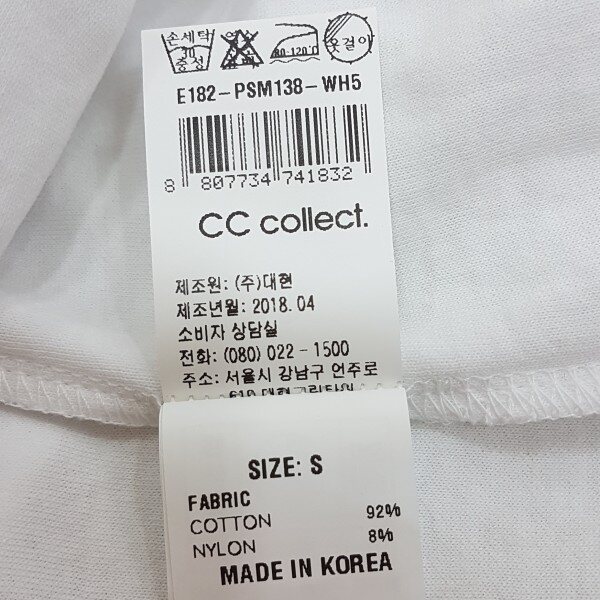 손세탁
30
중성
80-120℃
옷걸이
E182-PSM138-WH5
8 807734 741832
CC collect.
제조원: (주)대현
제조년월: 2018.04
소비자 상담실
전화: (080) 022-1500
주소: 서울시 강남구 언주로
SIZE: S
FABRIC
COTTON 92%
NYLON 8%
MADE IN KOREA